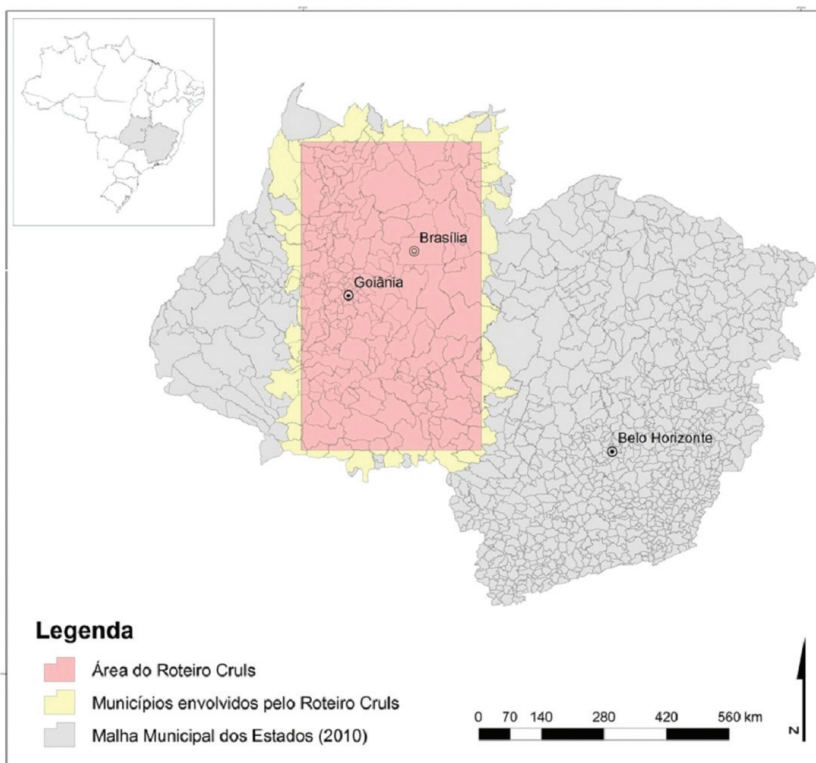 Brasília
Goiânia
Belo Horizonte
Legenda
Área do Roteiro Cruls
Municípios envolvidos pelo Roteiro Cruls
Malha Municipal dos Estados (2010)
0 70 140 280 420 560 km
N